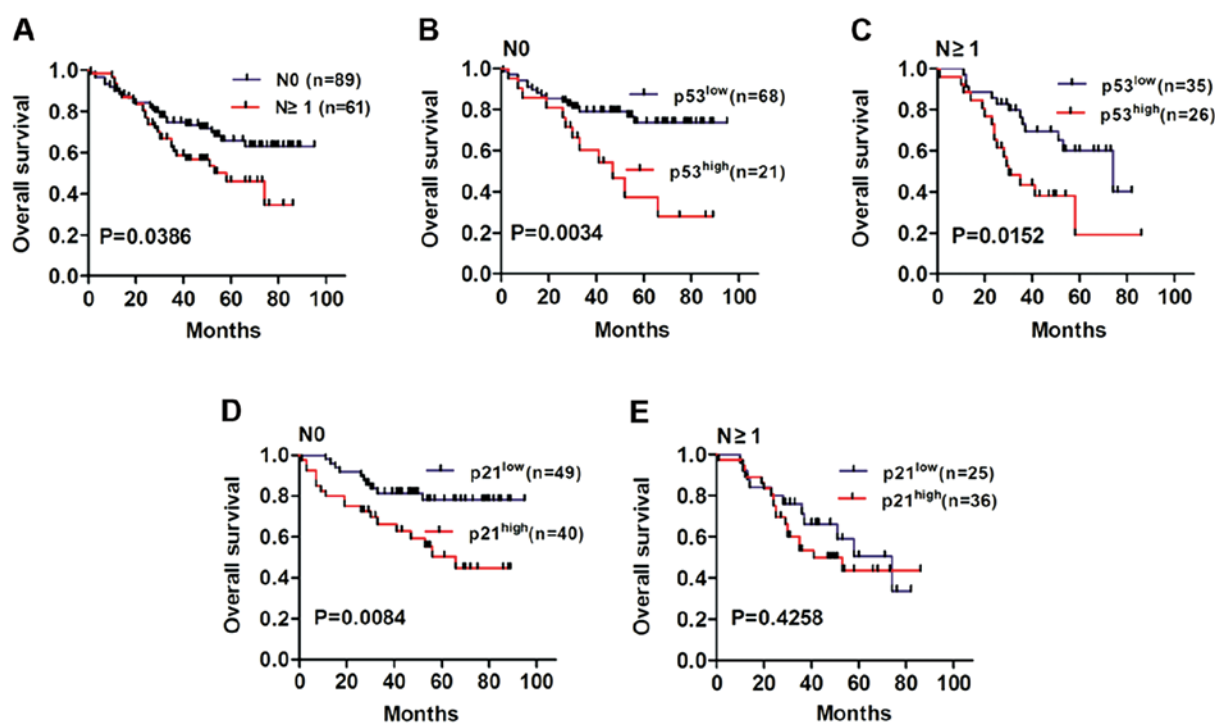 A
Overall survival
1.0
0.8
0.6
0.4
0.2
0.0
N0 (n=89)
N≥ 1 (n=61)
P=0.0386
0 20 40 60 80 100
Months
B
N0
Overall survival
1.0
0.8
0.6
0.4
0.2
0.0
p53low(n=68)
p53high(n=21)
P=0.0034
0 20 40 60 80 100
Months
C
N≥ 1
Overall survival
1.0
0.8
0.6
0.4
0.2
0.0
p53low(n=35)
p53high(n=26)
P=0.0152
0 20 40 60 80 100
Months
D
N0
Overall survival
1.0
0.8
0.6
0.4
0.2
0.0
p21low(n=49)
p21high(n=40)
P=0.0084
0 20 40 60 80 100
Months
E
N≥ 1
Overall survival
1.0
0.8
0.6
0.4
0.2
0.0
p21low(n=25)
p21high(n=36)
P=0.4258
0 20 40 60 80 100
Months